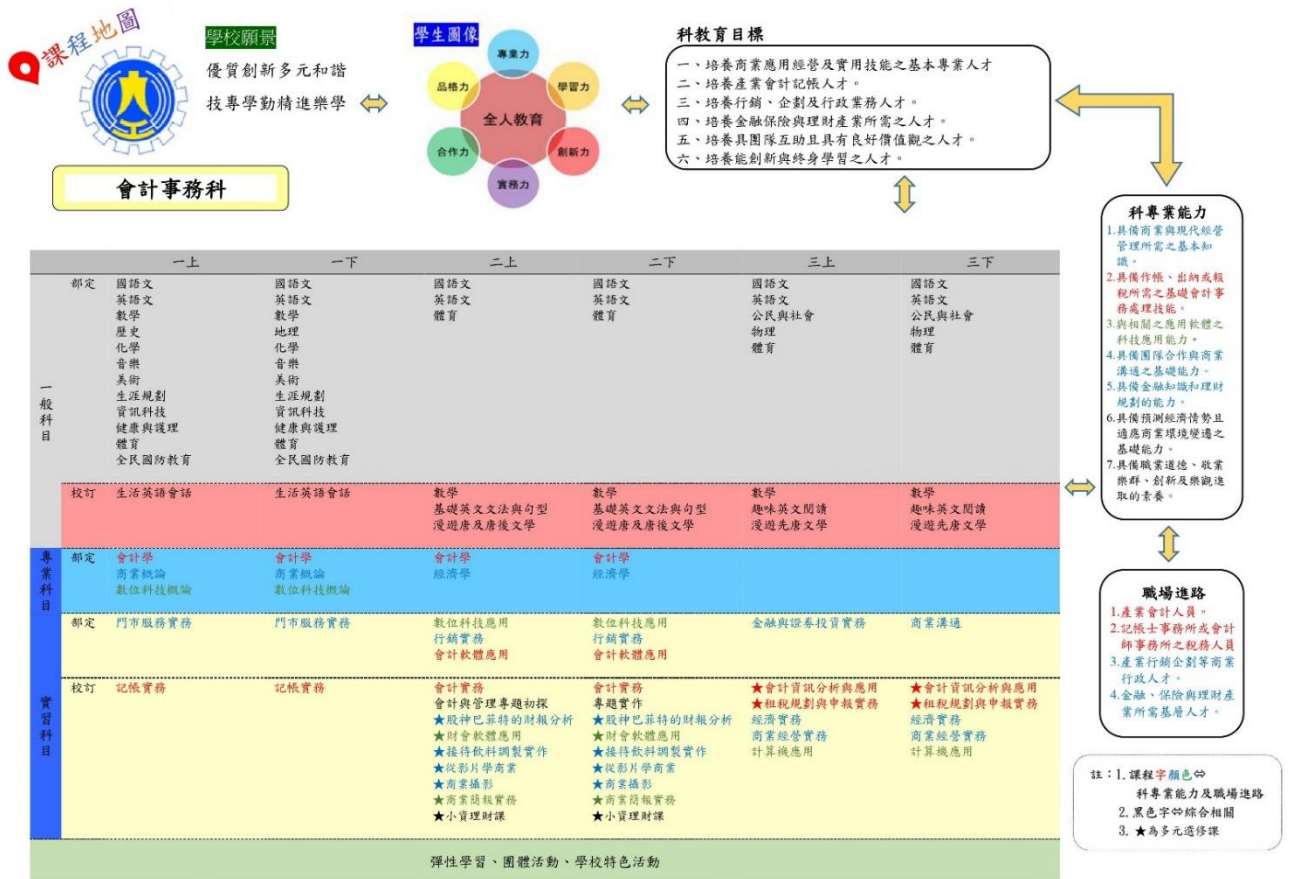 課程地圖
學校願景
優質創新多元和諧
技專學勤精進樂學
會計事務科
學生圖像
專業力
品格力
學習力
全人教育
合作力
創新力
實務力
科教育目標
一、培養商業應用經營及實用技能之基本專業人才
二、培養產業會計記帳人才。
三、培養行銷、企劃及行政業務人才。
四、培養金融保險與理財產業所需之人才。
五、培養具團隊互助且具有良好價值觀之人才。
六、培養能創新與終身學習之人才。
科專業能力
1.具備商業與現代經營
管理所需之基本知
識。
2.具備作帳、出納或報
稅所需之基礎會計事
務處理技能。
3.與相關之應用軟體之
科技應用能力。
4.具備團隊合作與商業
溝通之基礎能力。
5.具備金融知識和理財
規劃的能力。
6.具備預測經濟情勢且
適應商業環境變遷之
基礎能力。
7.具備職業道德、敬業
樂群、創新及樂觀進
取的素養。
職場進路
1.產業會計人員。
2.記帳士事務所或會計
師事務所之稅務人員
3.產業行銷企劃等商業
行政人才。
4.金融、保險與理財產
業所需基層人才。
註：1. 課程字顏色⇔
科專業能力及職場進路
2. 黑色字⇔綜合相關
3. ★為多元選修課
一上 一下 二上 二下 三上 三下
一般科目
部定 國語文 國語文 國語文 國語文 國語文 國語文
英語文 英語文 英語文 英語文 英語文 英語文
數學 數學 體育 體育 公民與社會 公民與社會
歷史 地理 物理 物理
化學 化學 體育 體育
音樂 音樂
美術 美術
生涯規劃 生涯規劃
資訊科技 資訊科技
健康與護理 健康與護理
體育 體育
全民國防教育 全民國防教育
校訂 生活英語會話 生活英語會話 數學 數學 數學 數學
基礎英文文法與句型 基礎英文文法與句型 趣味英文閱讀 趣味英文閱讀
漫遊唐及唐後文學 漫遊唐及唐後文學 漫遊先唐文學 漫遊先唐文學
專業科目
部定 會計學 會計學 會計學 會計學
商業概論 商業概論 經濟學 經濟學
數位科技概論 數位科技概論
實習科目
部定 門市服務實務 門市服務實務 數位科技應用 數位科技應用 金融與證券投資實務 商業溝通
行銷實務 行銷實務
會計軟體應用 會計軟體應用
校訂 記帳實務 記帳實務 會計實務 會計實務 ★會計資訊分析與應用 ★會計資訊分析與應用
會計與管理專題初探 專題實作 ★租稅規劃與申報實務 ★租稅規劃與申報實務
★股神巴菲特的財報分析 ★股神巴菲特的財報分析 經濟實務 經濟實務
★財會軟體應用 ★財會軟體應用 商業經營實務 商業經營實務
★接待飲料調製實作 ★接待飲料調製實作 計算機應用 計算機應用
★從影片學商業 ★從影片學商業
★商業攝影 ★商業攝影
★商業簡報實務 ★商業簡報實務
★小資理財課 ★小資理財課
彈性學習、團體活動、學校特色活動